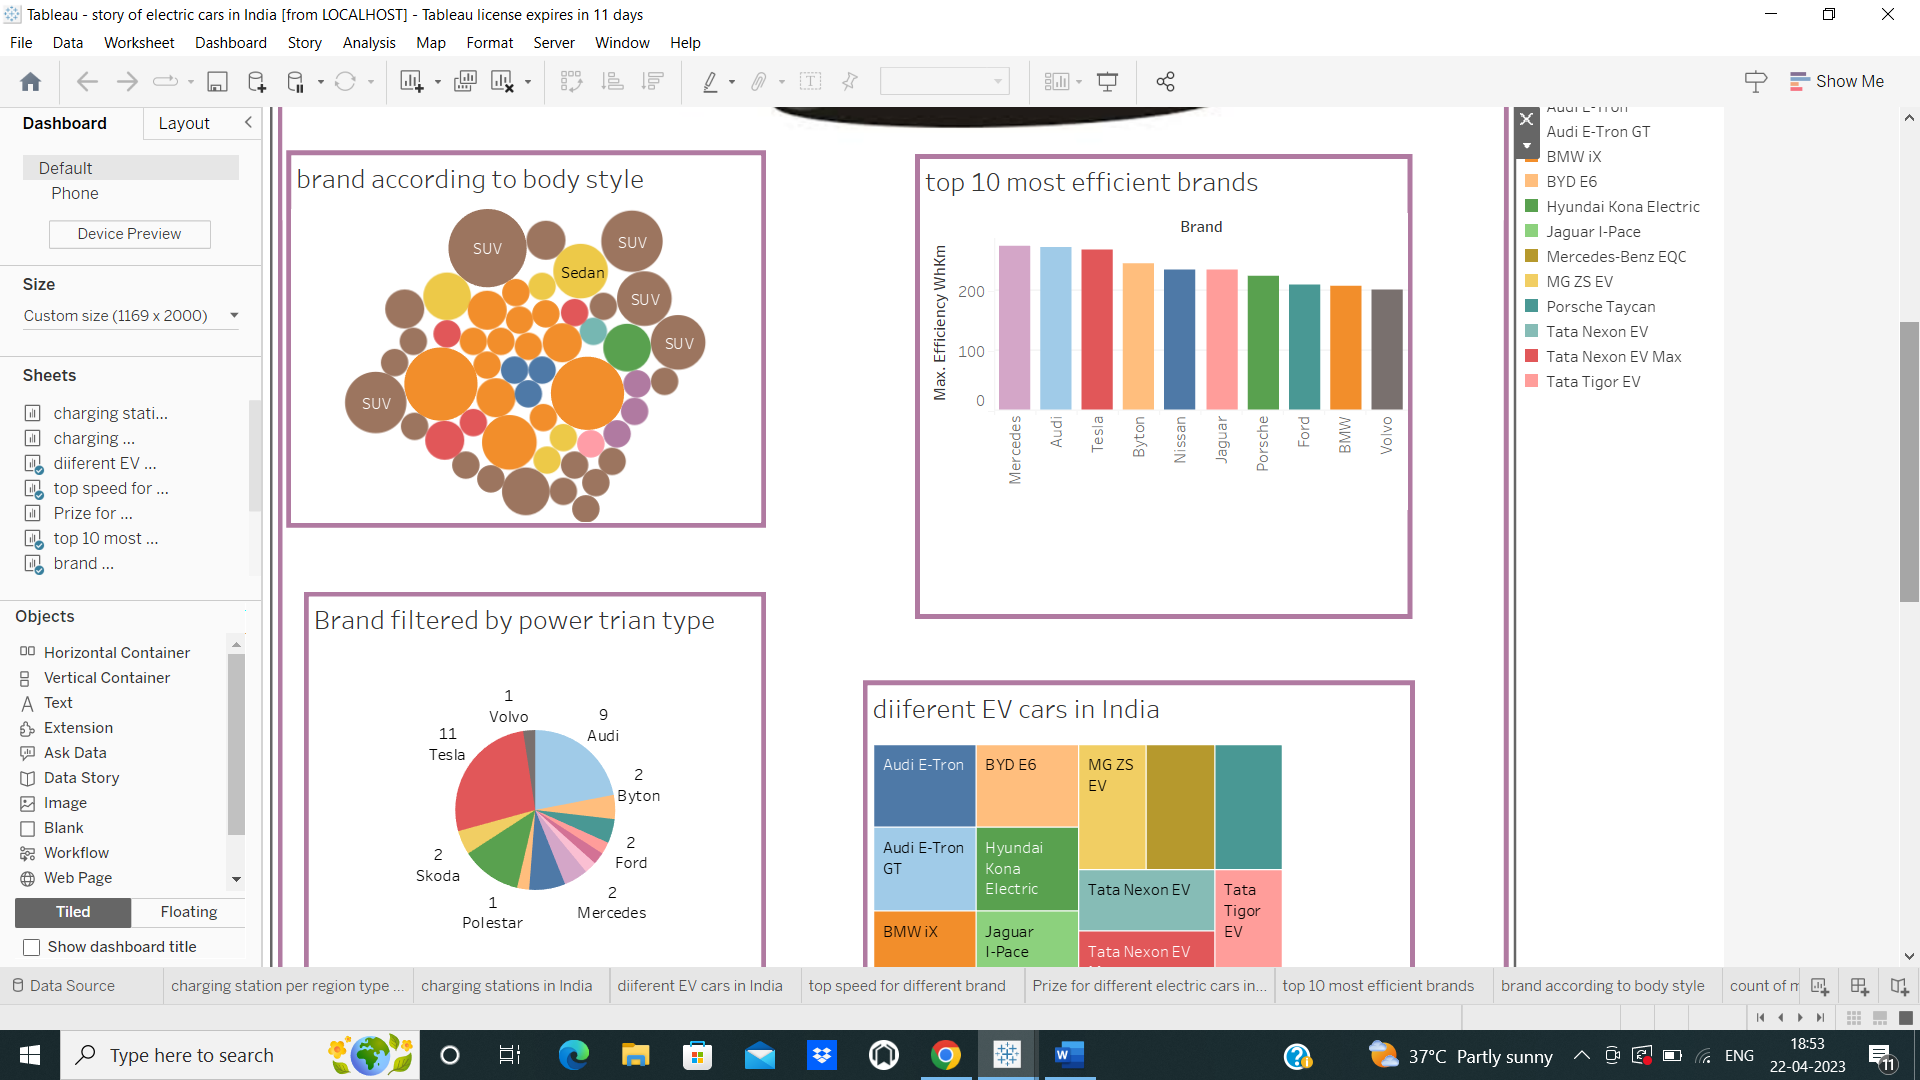 Tableau - story of electric cars in India [from LOCALHOST] - Tableau license expires in 11 days
File Data Worksheet Dashboard Story Analysis Map Format Server Window Help
Show Me
Dashboard Layout
Default
Phone
Device Preview
Size
Custom size (1169 x 2000)
Sheets
charging stati...
charging ...
diiferent EV ...
top speed for ...
Prize for ...
top 10 most ...
brand ...
Objects
Horizontal Container
Vertical Container
Text
Extension
Ask Data
Data Story
Image
Blank
Workflow
Web Page
Tiled Floating
Show dashboard title
brand according to body style
SUV
SUV
Sedan
SUV
SUV
SUV
top 10 most efficient brands
Brand
Max. Efficiency WhKm
200
100
0
Mercedes
Audi
Tesla
Byton
Nissan
Jaguar
Porsche
Ford
BMW
Volvo
Brand filtered by power trian type
1
Volvo
9
Audi
11
Tesla
2
Byton
2
Ford
2
Skoda
2
Mercedes
1
Polestar
diiferent EV cars in India
Audi E-Tron
BYD E6
MG ZS
EV
Audi E-Tron
GT
Hyundai
Kona
Electric
Tata Nexon EV
Tata
Tigor
EV
BMW iX
Jaguar
I-Pace
Tata Nexon EV
Audi E-Tron
Audi E-Tron GT
BMW iX
BYD E6
Hyundai Kona Electric
Jaguar I-Pace
Mercedes-Benz EQC
MG ZS EV
Porsche Taycan
Tata Nexon EV
Tata Nexon EV Max
Tata Tigor EV
Data Source charging station per region type ... charging stations in India diiferent EV cars in India top speed for different brand Prize for different electric cars in... top 10 most efficient brands brand according to body style count of m
Type here to search
37°C Partly sunny
ENG
18:53
22-04-2023
11